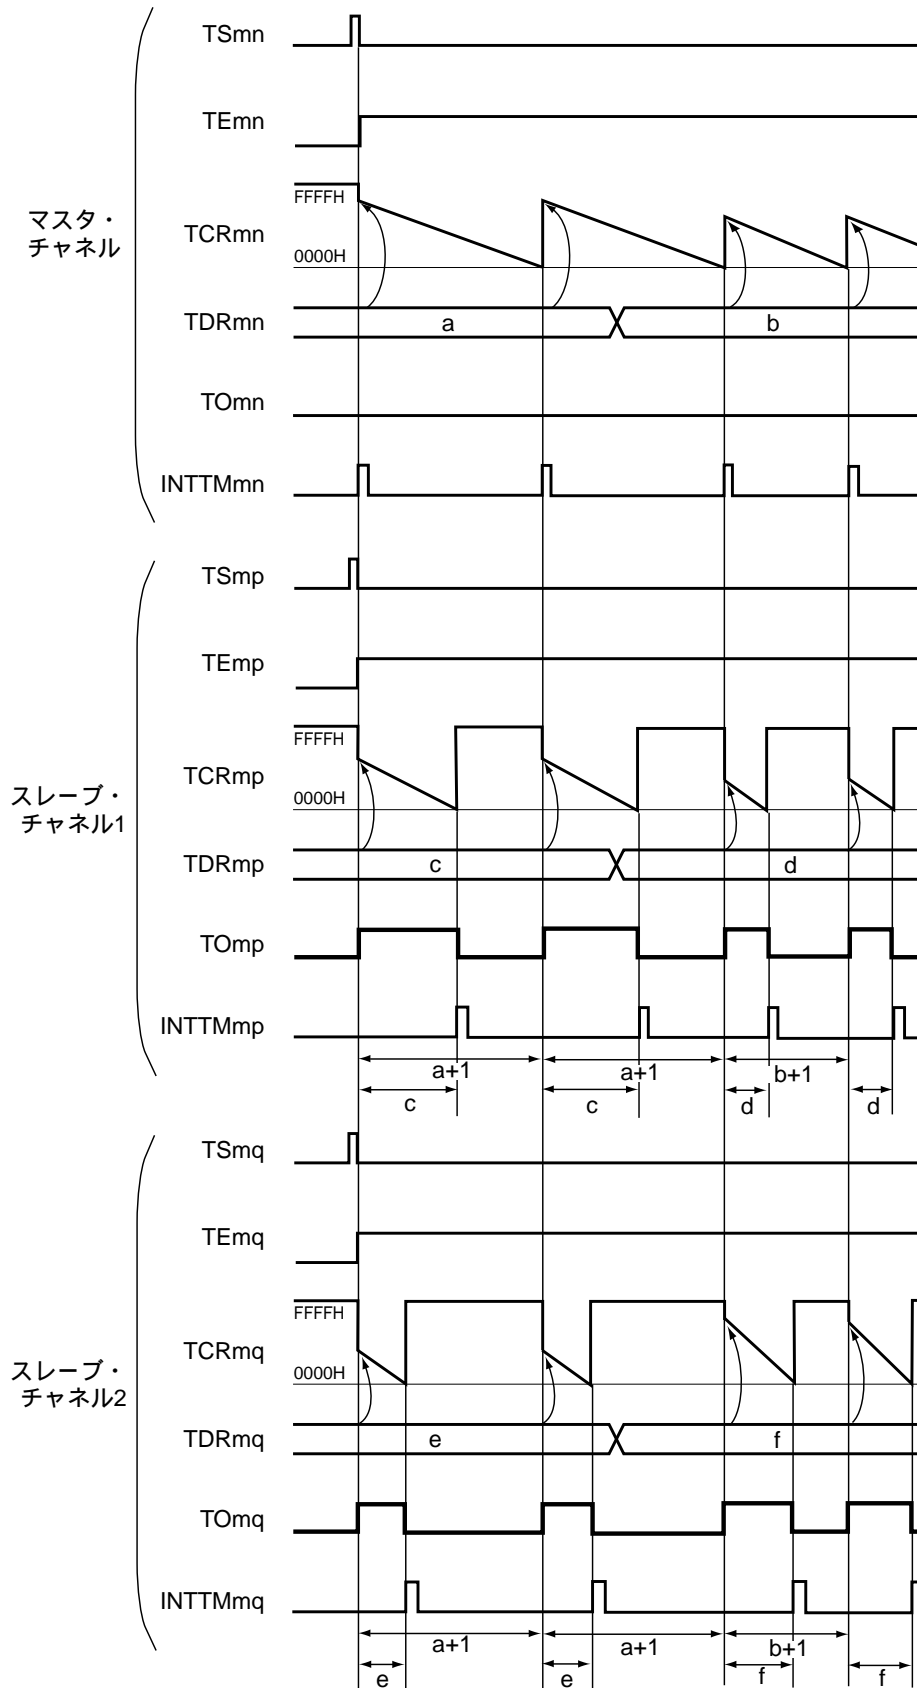 マスタ・
チャネル
TSmn
TEmn
FFFFH
TCRmn
0000H
TDRmn
a
b
TOmn
INTTMmn
スレーブ・
チャネル1
TSmp
TEmp
FFFFH
TCRmp
0000H
TDRmp
c
d
TOmp
INTTMmp
a+1
a+1
b+1
c
c
d
d
スレーブ・
チャネル2
TSmq
TEmq
FFFFH
TCRmq
0000H
TDRmq
e
f
TOmq
INTTMmq
a+1
a+1
b+1
e
e
f
f